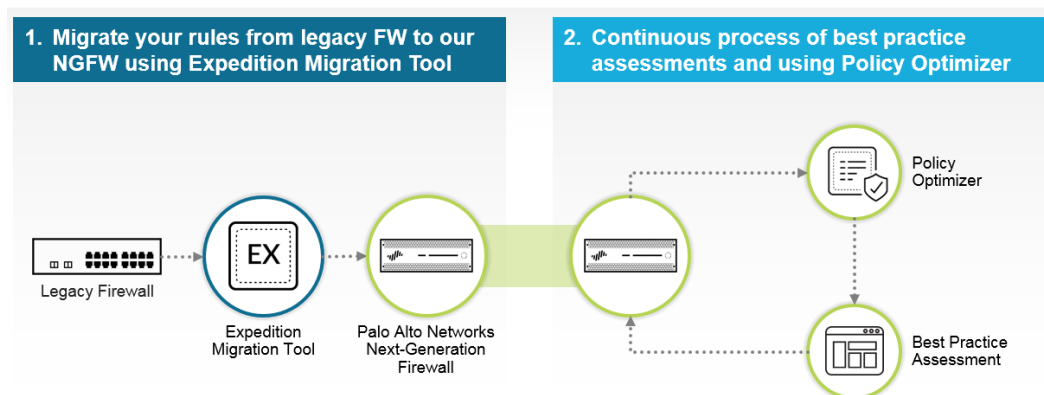 1. Migrate your rules from legacy FW to our
NGFW using Expedition Migration Tool
2. Continuous process of best practice
assessments and using Policy Optimizer
Legacy Firewall
EX
Expedition
Migration Tool
Palo Alto Networks
Next-Generation
Firewall
Policy
Optimizer
Best Practice
Assessment